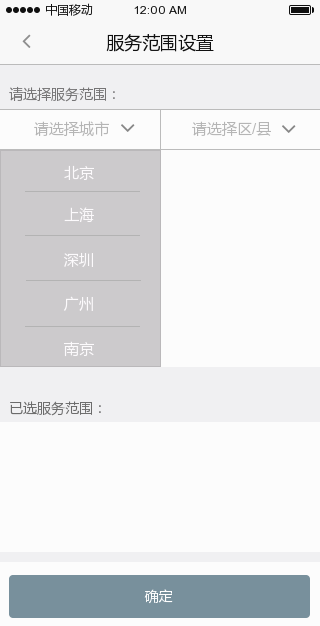 中国移动 12:00 AM
服务范围设置
请选择服务范围：
请选择城市 请选择区/县
北京
上海
深圳
广州
南京
已选服务范围：
确定